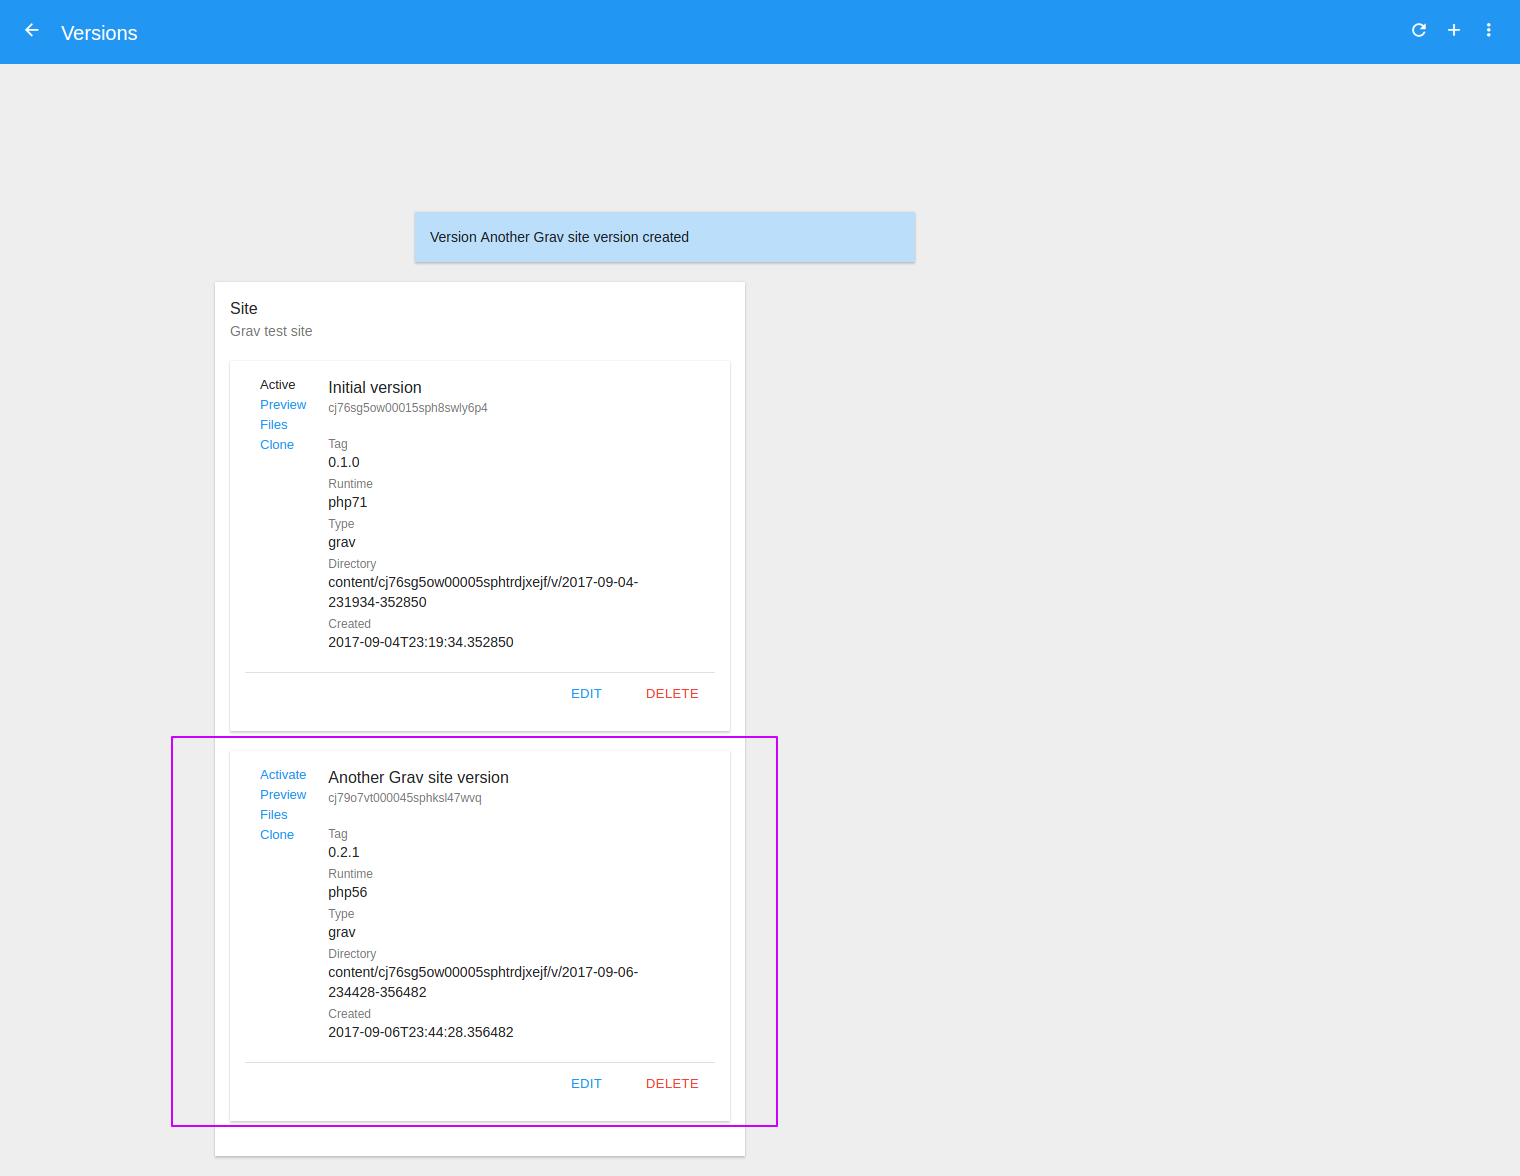 Versions
Version Another Grav site version created
Site
Grav test site
Active
Preview
Files
Clone
Initial version
cj76sg5ow00015sph8swly6p4
Tag
0.1.0
Runtime
php71
Type
grav
Directory
content/cj76sg5ow00005sphtrdjxejf/v/2017-09-04-
231934-352850
Created
2017-09-04T23:19:34.352850
EDIT DELETE
Activate
Preview
Files
Clone
Another Grav site version
cj79o7vt000045sphksl47wvq
Tag
0.2.1
Runtime
php56
Type
grav
Directory
content/cj76sg5ow00005sphtrdjxejf/v/2017-09-06-
234428-356482
Created
2017-09-06T23:44:28.356482
EDIT DELETE